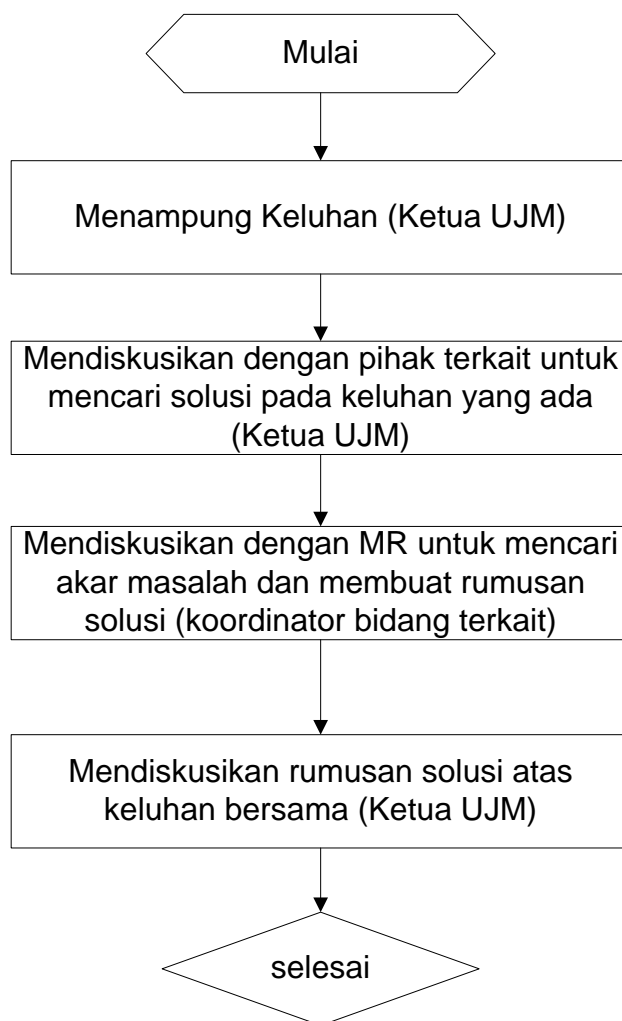 Mulai
Menampung Keluhan (Ketua UJM)
Mendiskusikan dengan pihak terkait untuk
mencari solusi pada keluhan yang ada
(Ketua UJM)
Mendiskusikan dengan MR untuk mencari
akar masalah dan membuat rumusan
solusi (koordinator bidang terkait)
Mendiskusikan rumusan solusi atas
keluhan bersama (Ketua UJM)
selesai